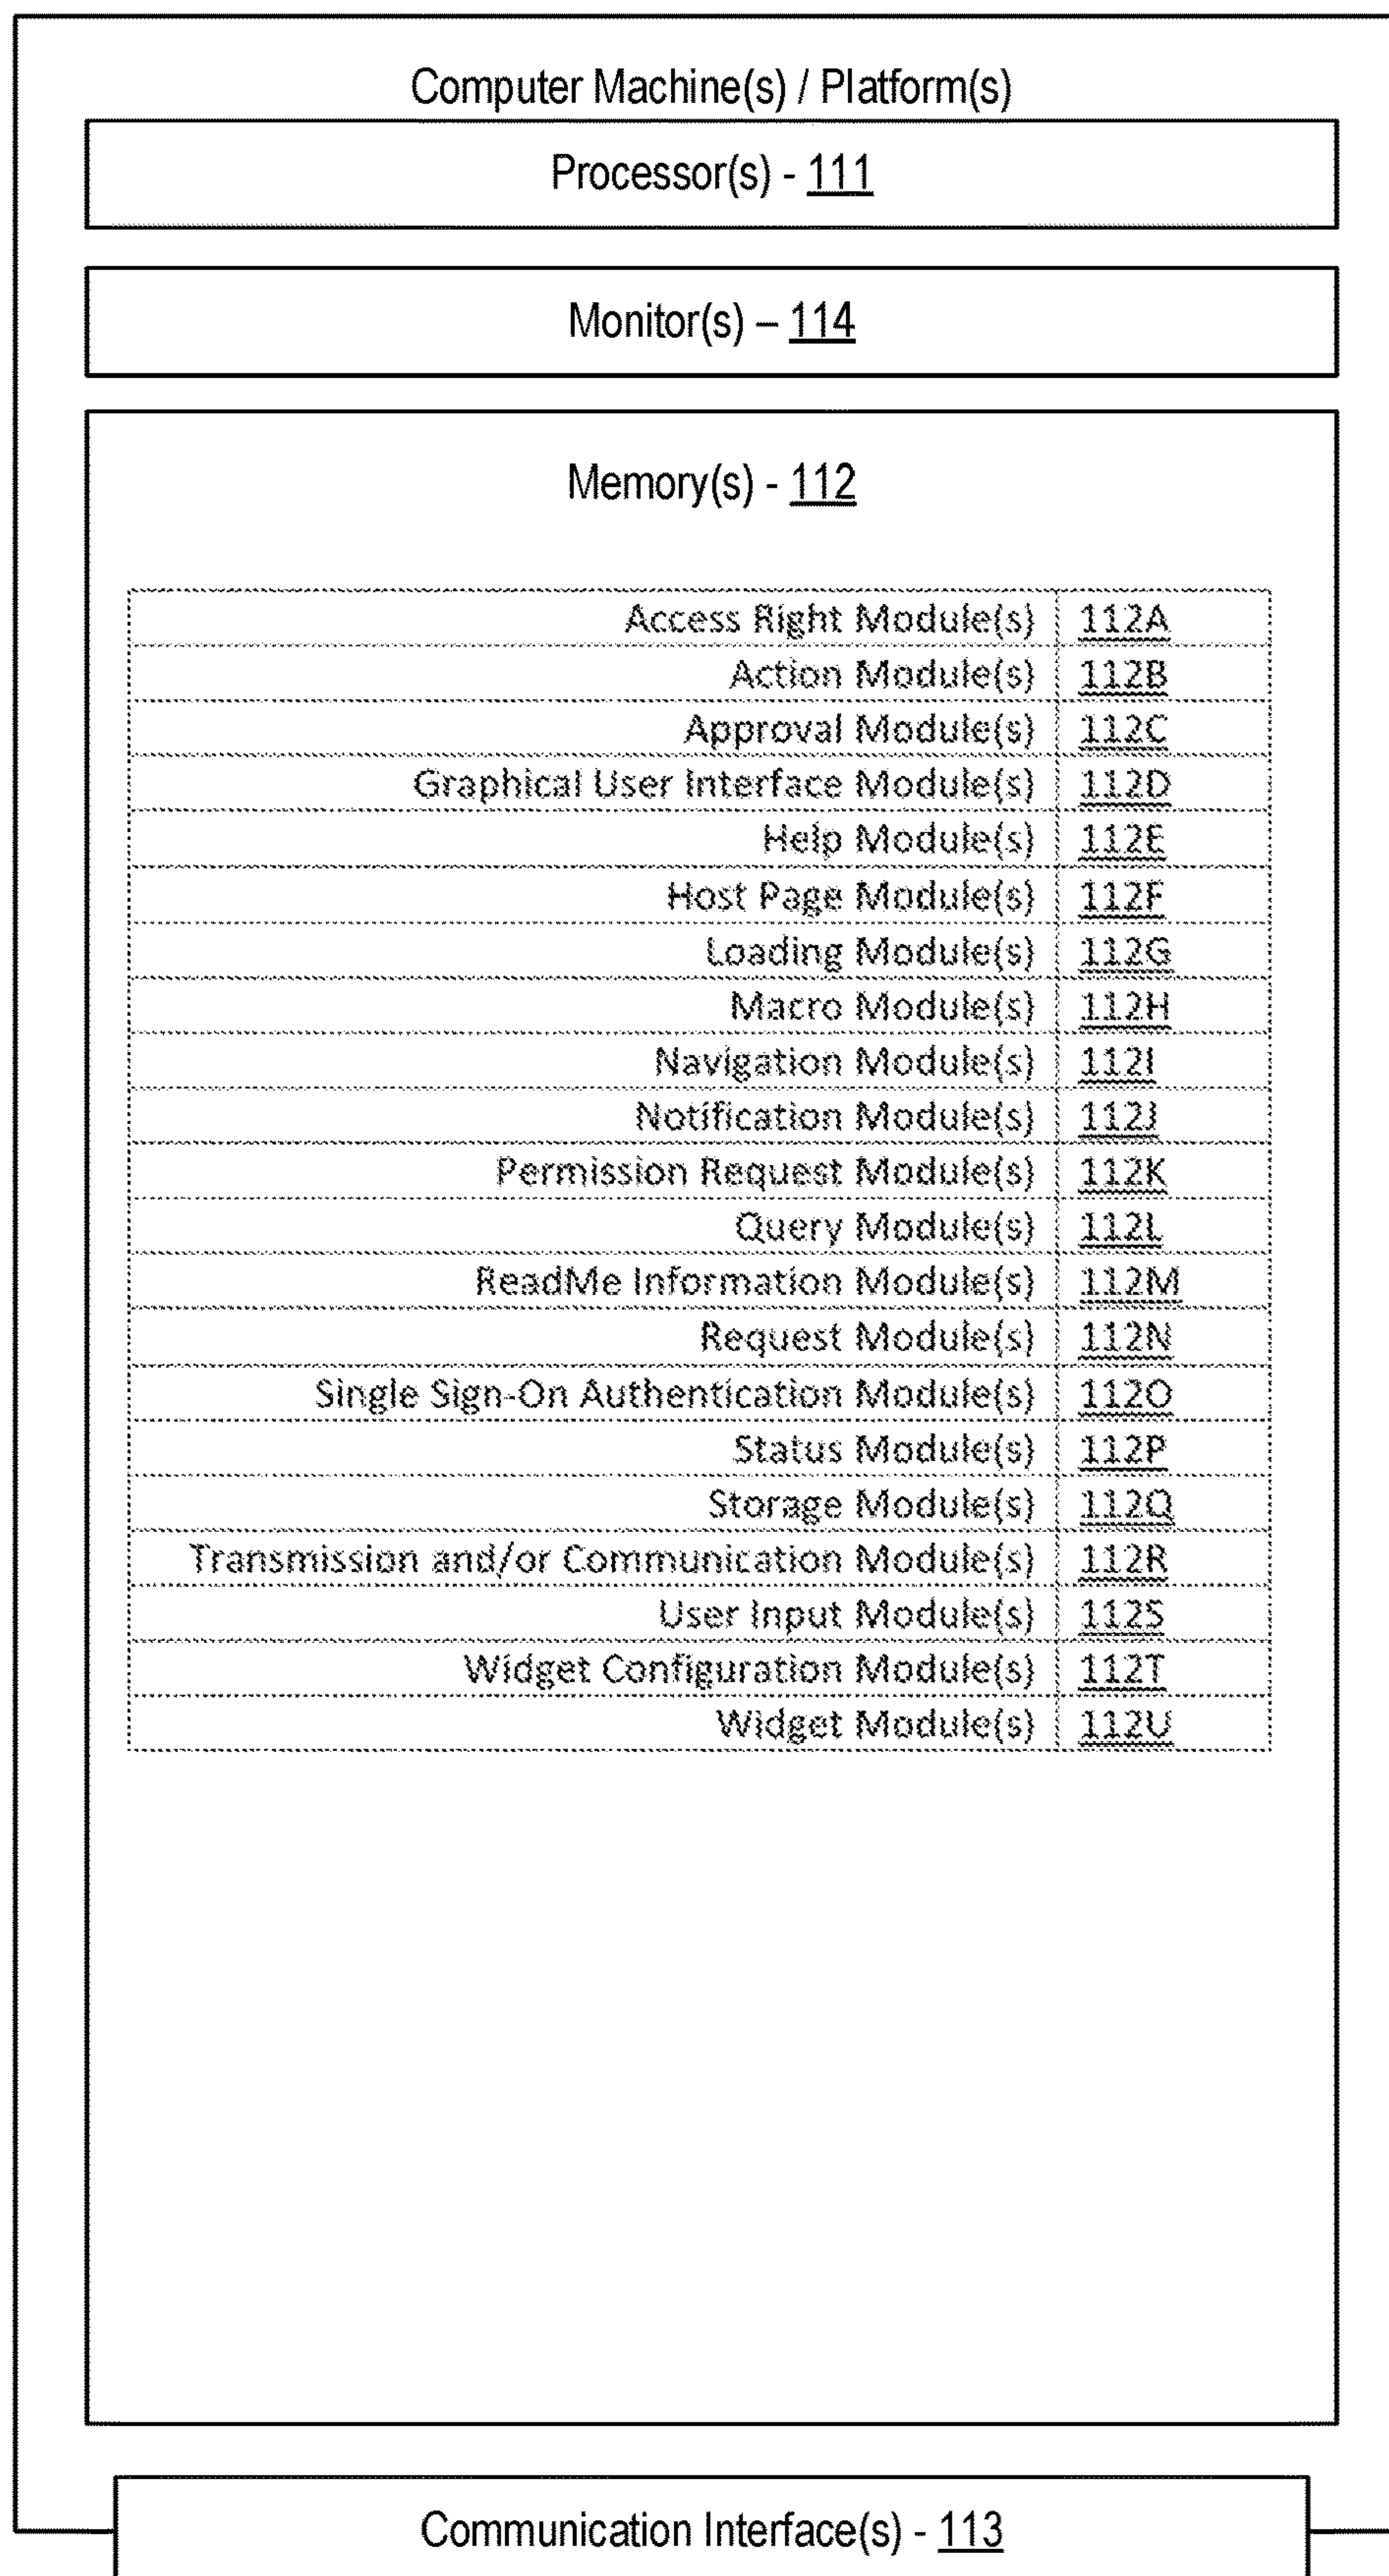 Computer Machine(s) / Platform(s)
Processor(s) - 111
Monitor(s) – 114
Memory(s) - 112
Access Right Module(s) 112A
Action Module(s) 112B
Approval Module(s) 112C
Graphical User Interface Module(s) 112D
Help Module(s) 112E
Host Page Module(s) 112F
Loading Module(s) 112G
Macro Module(s) 112H
Navigation Module(s) 112I
Notification Module(s) 112J
Permission Request Module(s) 112K
Query Module(s) 112L
ReadMe Information Module(s) 112M
Request Module(s) 112N
Single Sign-On Authentication Module(s) 112O
Status Module(s) 112P
Storage Module(s) 112Q
Transmission and/or Communication Module(s) 112R
User Input Module(s) 112S
Widget Configuration Module(s) 112T
Widget Module(s) 112U
Communication Interface(s) - 113